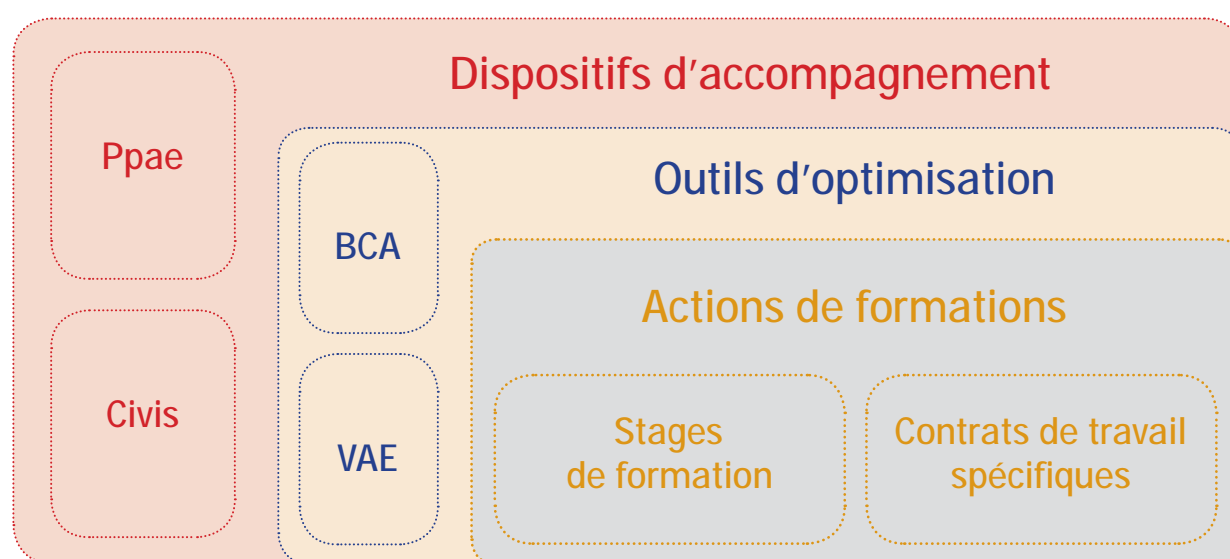 Dispositifs d'accompagnement
Ppae
Civis
Outils d'optimisation
BCA
VAE
Actions de formations
Stages
de formation
Contrats de travail
spécifiques